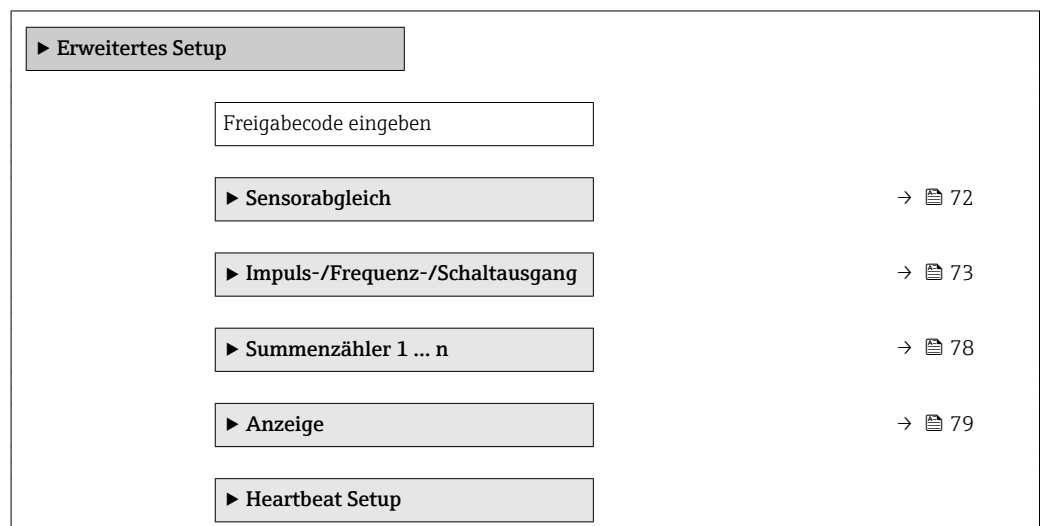 ▶ Erweitertes Setup
Freigabecode eingeben
▶ Sensorabgleich → 72
▶ Impuls-/Frequenz-/Schaltausgang → 73
▶ Summenzähler 1 ... n → 78
▶ Anzeige → 79
▶ Heartbeat Setup